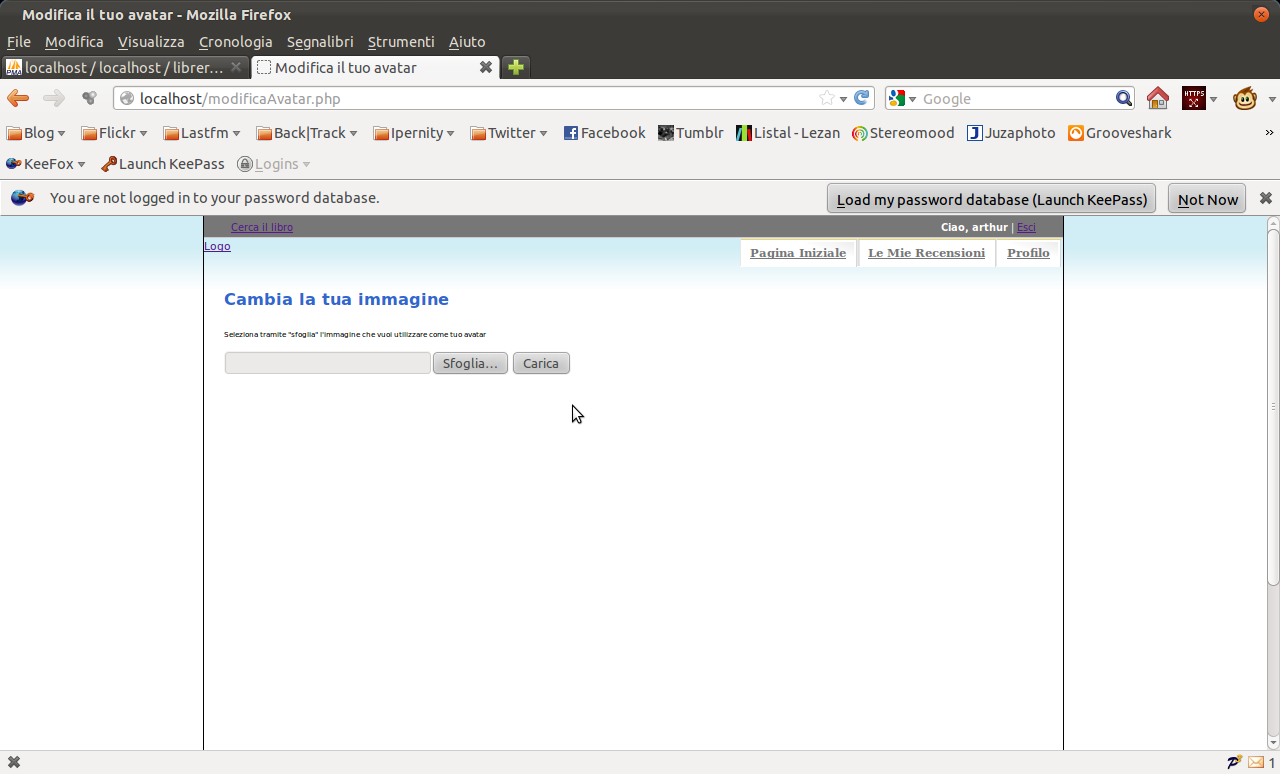 Modifica il tuo avatar - Mozilla Firefox
File Modifica Visualizza Cronologia Segnalibri Strumenti Aiuto
PMA localhost / localhost / librer... Modifica il tuo avatar
localhost/modificaAvatar.php Google HTTPS
Blog Flickr Lastfm Back|Track Ipernity Twitter Facebook Tumblr Listal - Lezan Stereomood Juzaphoto Grooveshark »
KeeFox Launch KeePass Logins
You are not logged in to your password database. Load my password database (Launch KeePass) Not Now
Cerca il libro Ciao, arthur | Esci
Logo Pagina Iniziale Le Mie Recensioni Profilo
Cambia la tua immagine
Seleziona tramite "sfoglia" l'immagine che vuoi utilizzare come tuo avatar
Sfoglia... Carica
1